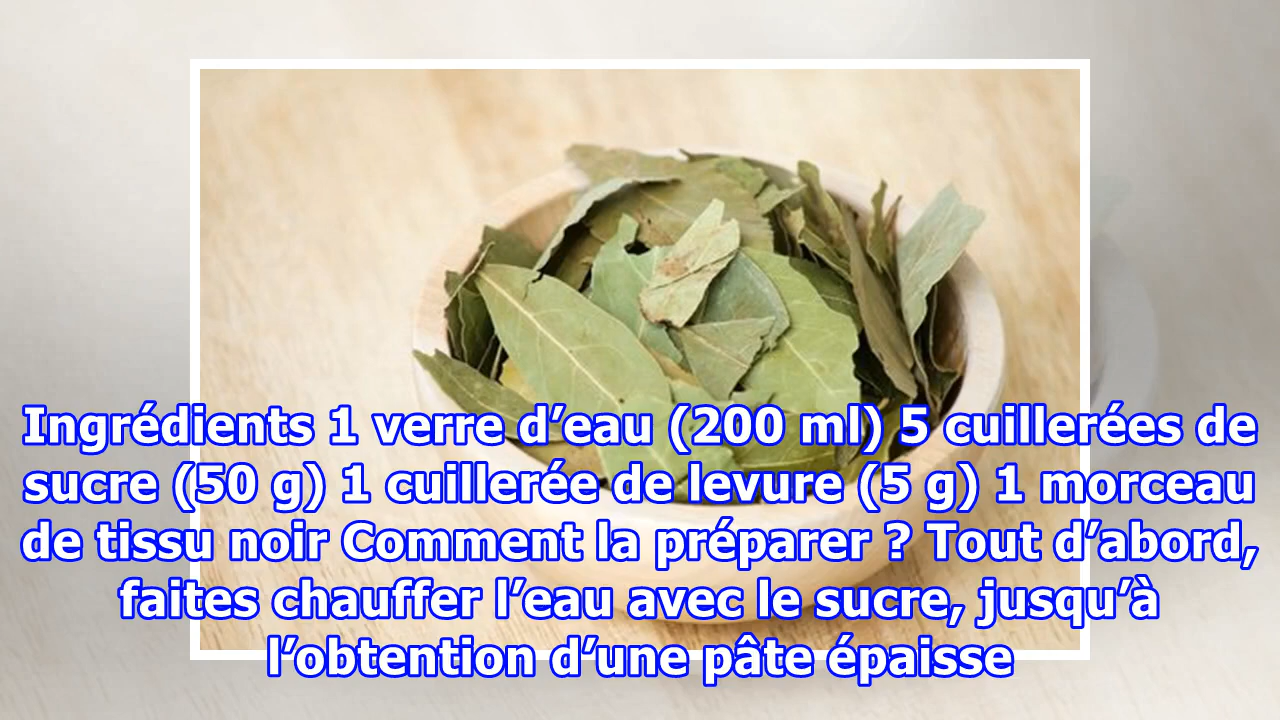 Ingrédients 1 verre d’eau (200 ml) 5 cuillerées de
sucre (50 g) 1 cuillerée de levure (5 g) 1 morceau
de tissu noir Comment la préparer ? Tout d’abord,
faites chauffer l’eau avec le sucre, jusqu’à
l’obtention d’une pâte épaisse